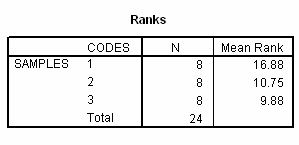 Ranks
CODES N Mean Rank
SAMPLES 1 8 16.88
2 8 10.75
3 8 9.88
Total 24